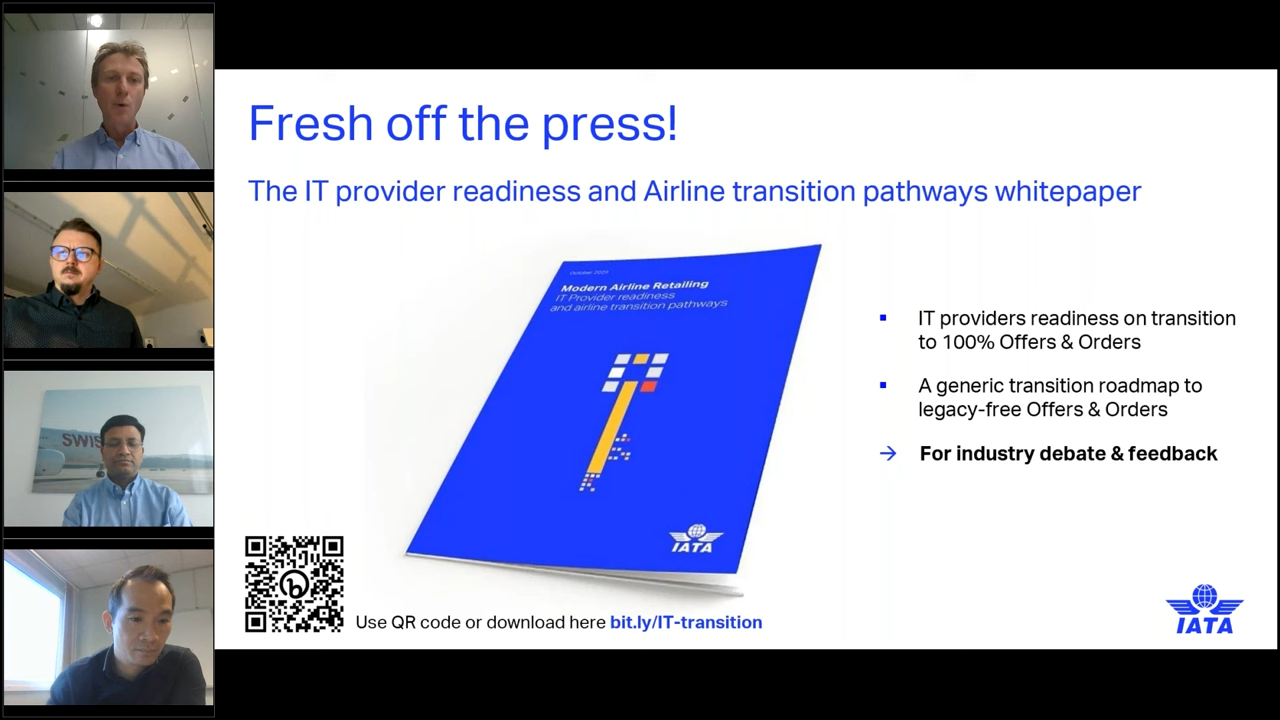 Fresh off the press!
The IT provider readiness and Airline transition pathways whitepaper
October 2023
Modern Airline Retailing
IT Provider readiness
and airline transition pathways
IT providers readiness on transition
to 100% Offers & Orders
A generic transition roadmap to
legacy-free Offers & Orders
→ For industry debate & feedback
IATA
Use QR code or download here bit.ly/IT-transition
IATA
SWIS